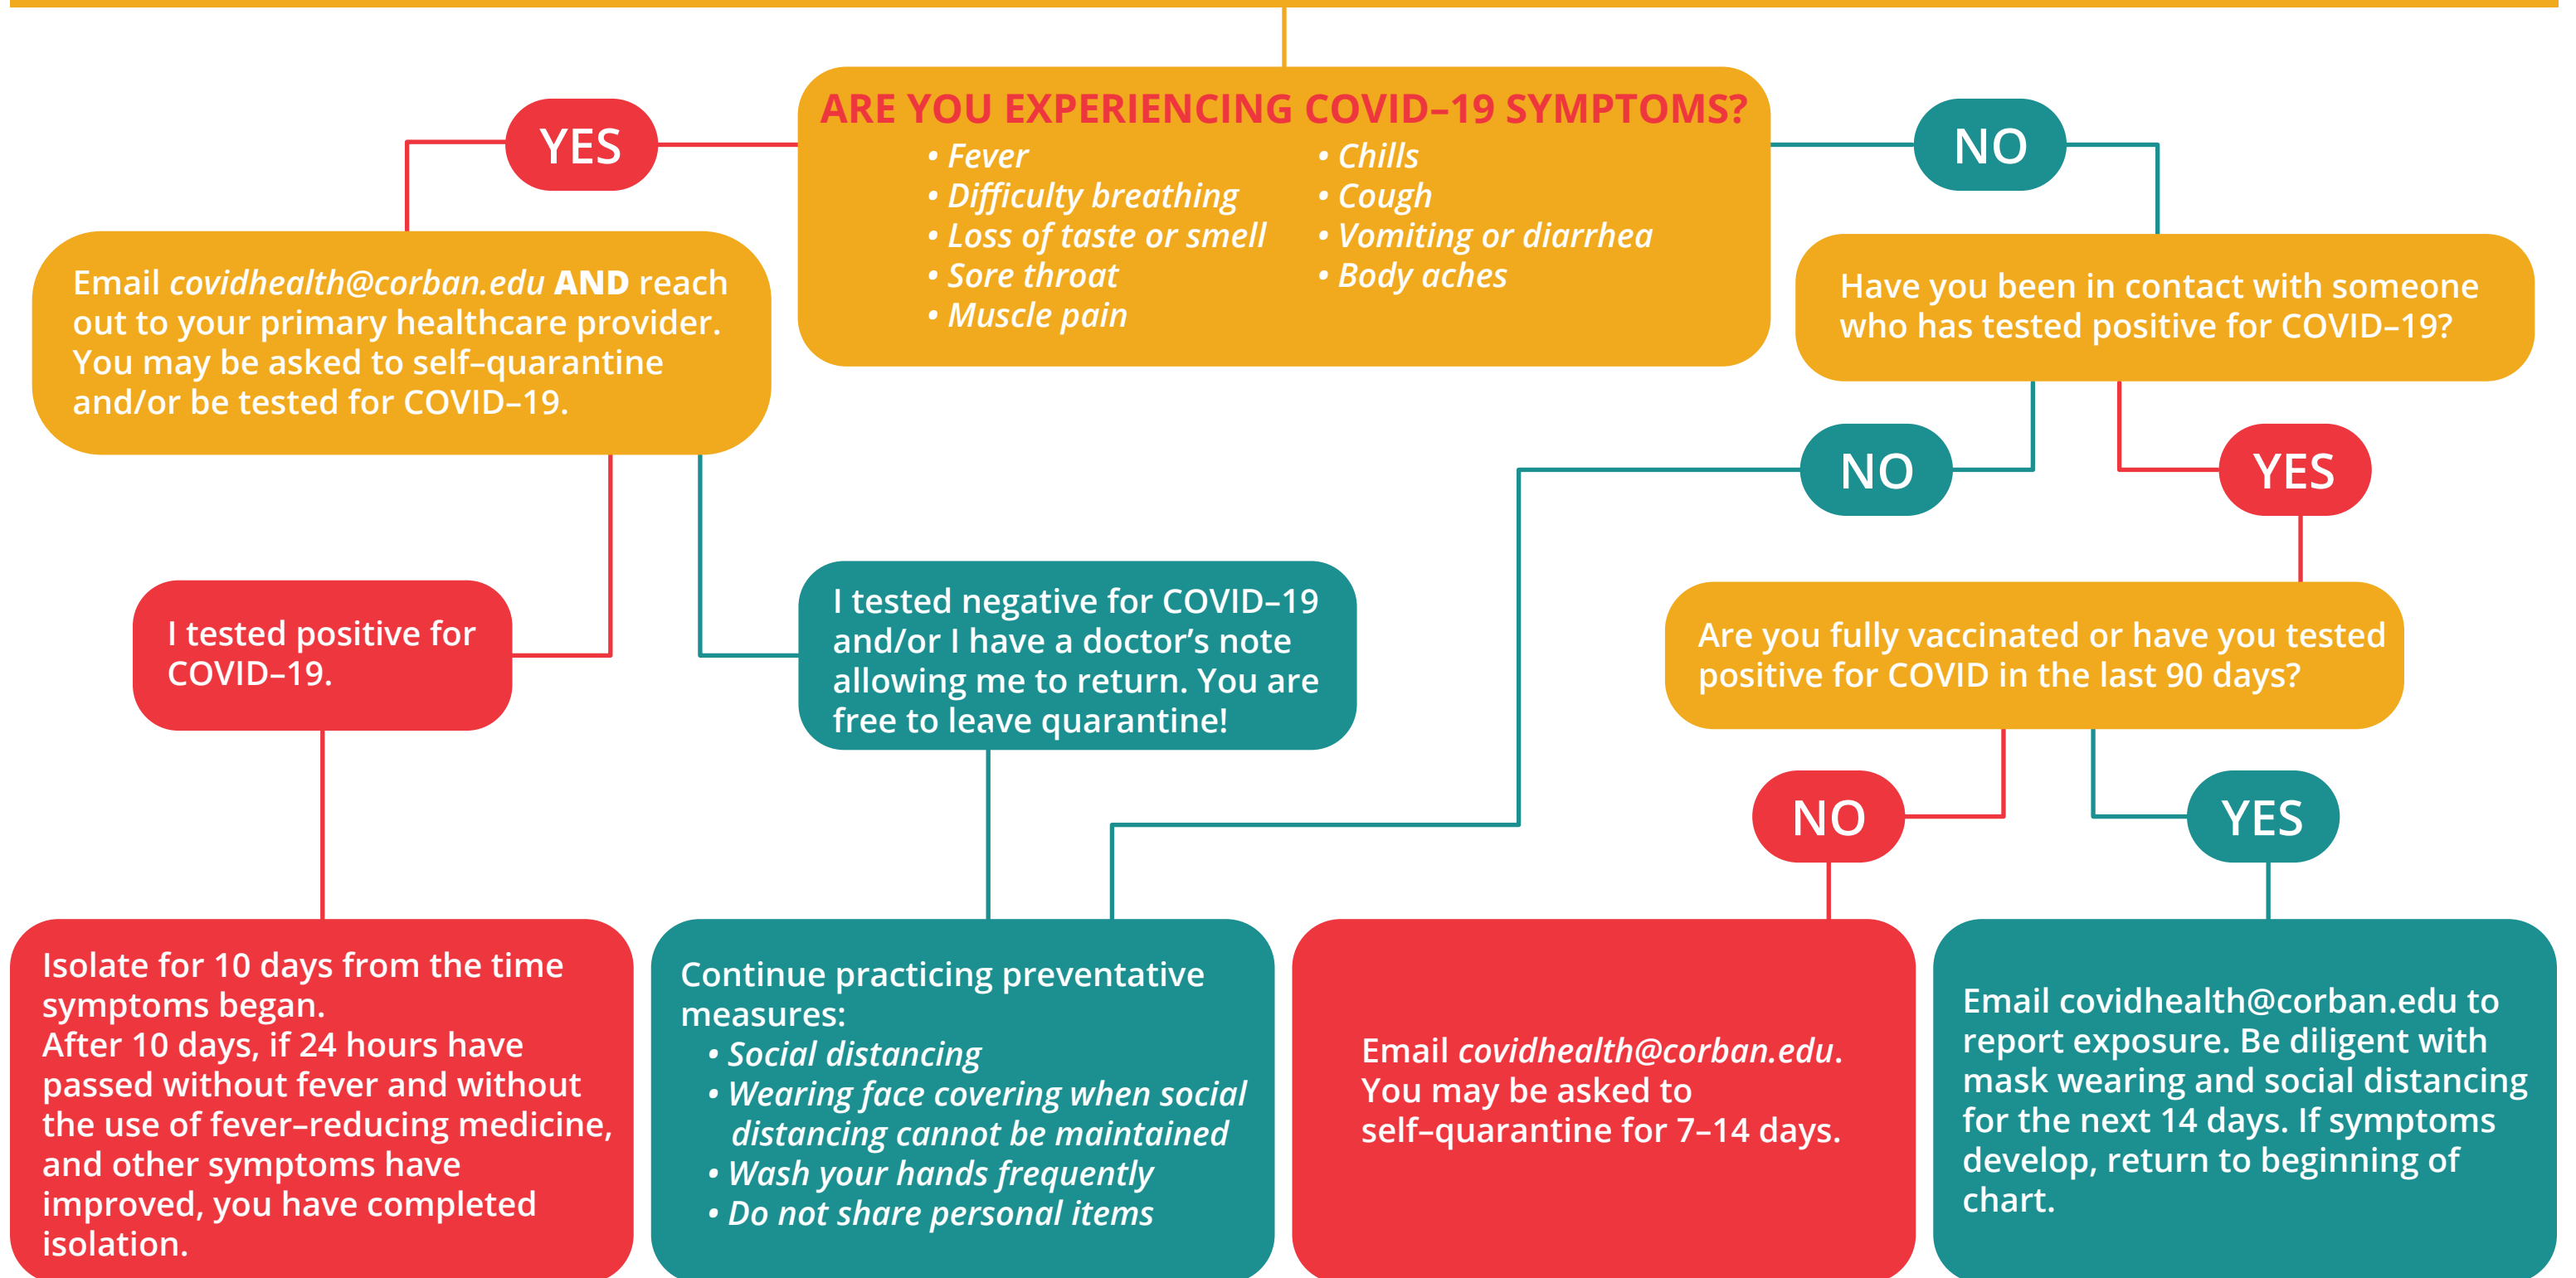 ARE YOU EXPERIENCING COVID–19 SYMPTOMS?
• Fever
• Difficulty breathing
• Loss of taste or smell
• Sore throat
• Muscle pain
• Chills
• Cough
• Vomiting or diarrhea
• Body aches
YES
NO
Email covidhealth@corban.edu AND reach
out to your primary healthcare provider.
You may be asked to self–quarantine
and/or be tested for COVID–19.
Have you been in contact with someone
who has tested positive for COVID–19?
NO
YES
I tested positive for
COVID–19.
I tested negative for COVID–19
and/or I have a doctor’s note
allowing me to return. You are
free to leave quarantine!
Are you fully vaccinated or have you tested
positive for COVID in the last 90 days?
NO
YES
Isolate for 10 days from the time
symptoms began.
After 10 days, if 24 hours have
passed without fever and without
the use of fever–reducing medicine,
and other symptoms have
improved, you have completed
isolation.
Continue practicing preventative
measures:
• Social distancing
• Wearing face covering when social
distancing cannot be maintained
• Wash your hands frequently
• Do not share personal items
Email covidhealth@corban.edu.
You may be asked to
self–quarantine for 7–14 days.
Email covidhealth@corban.edu to
report exposure. Be diligent with
mask wearing and social distancing
for the next 14 days. If symptoms
develop, return to beginning of
chart.